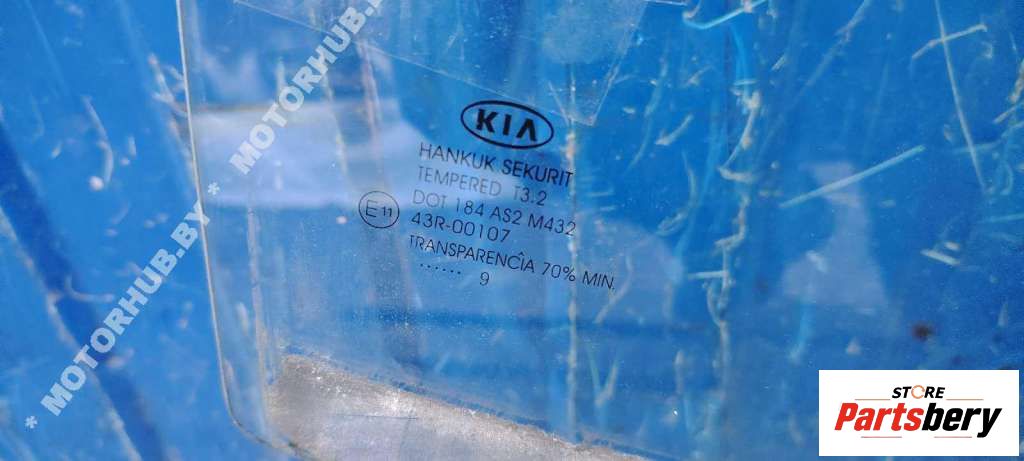 KIA
HANKUK SEKURIT
TEMPERED T3.2
DOT 184 AS2 M432
E11 43R-00107
TRANSPARENCÎA 70% MIN.
...... 9
* MOTORHUB.BY * MOTORHUB.BY
STORE
Partsbery